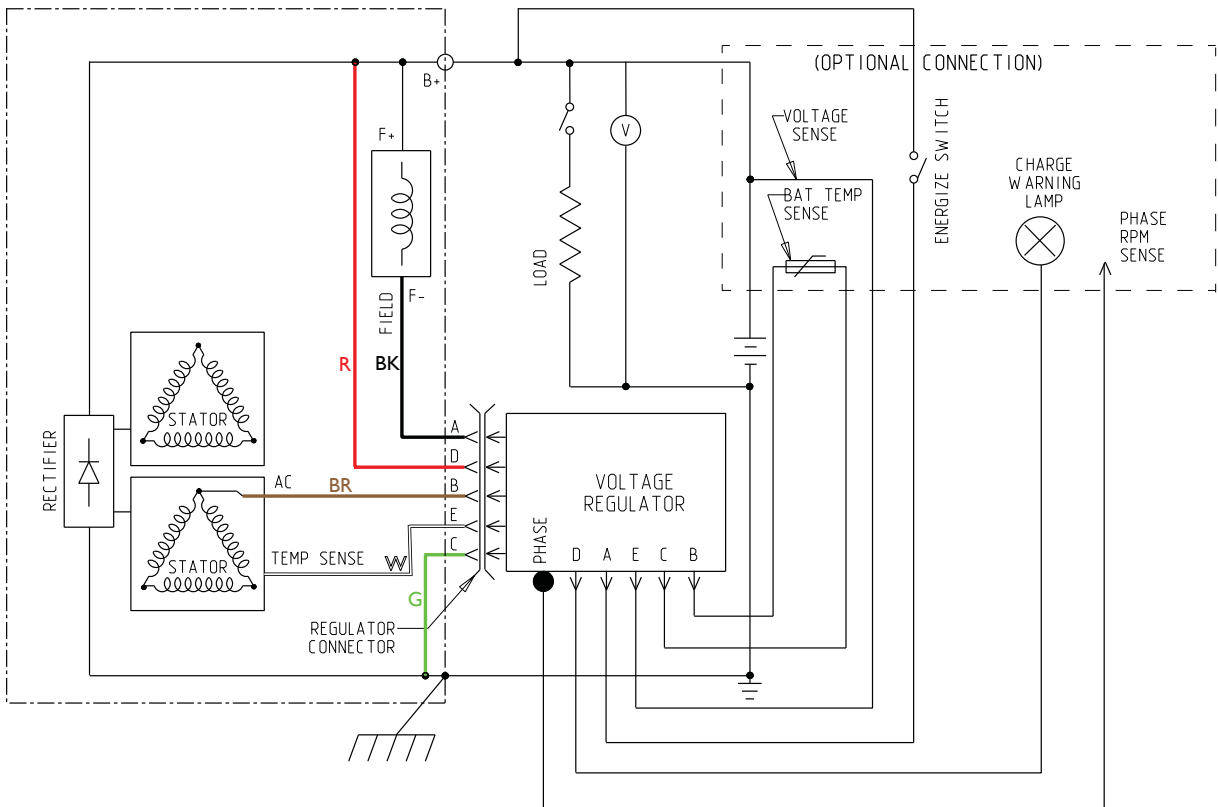 (OPTIONAL CONNECTION)
B+
F+
V
VOLTAGE
SENSE
ENERGIZE SWITCH
CHARGE
WARNING
LAMP
BAT TEMP
SENSE
PHASE
RPM
SENSE
LOAD
F-
FIELD
R
BK
STATOR
RECTIFIER
A
D
B
E
C
AC
BR
VOLTAGE
REGULATOR
TEMP SENSE
W
STATOR
PHASE
D A E C B
G
REGULATOR
CONNECTOR